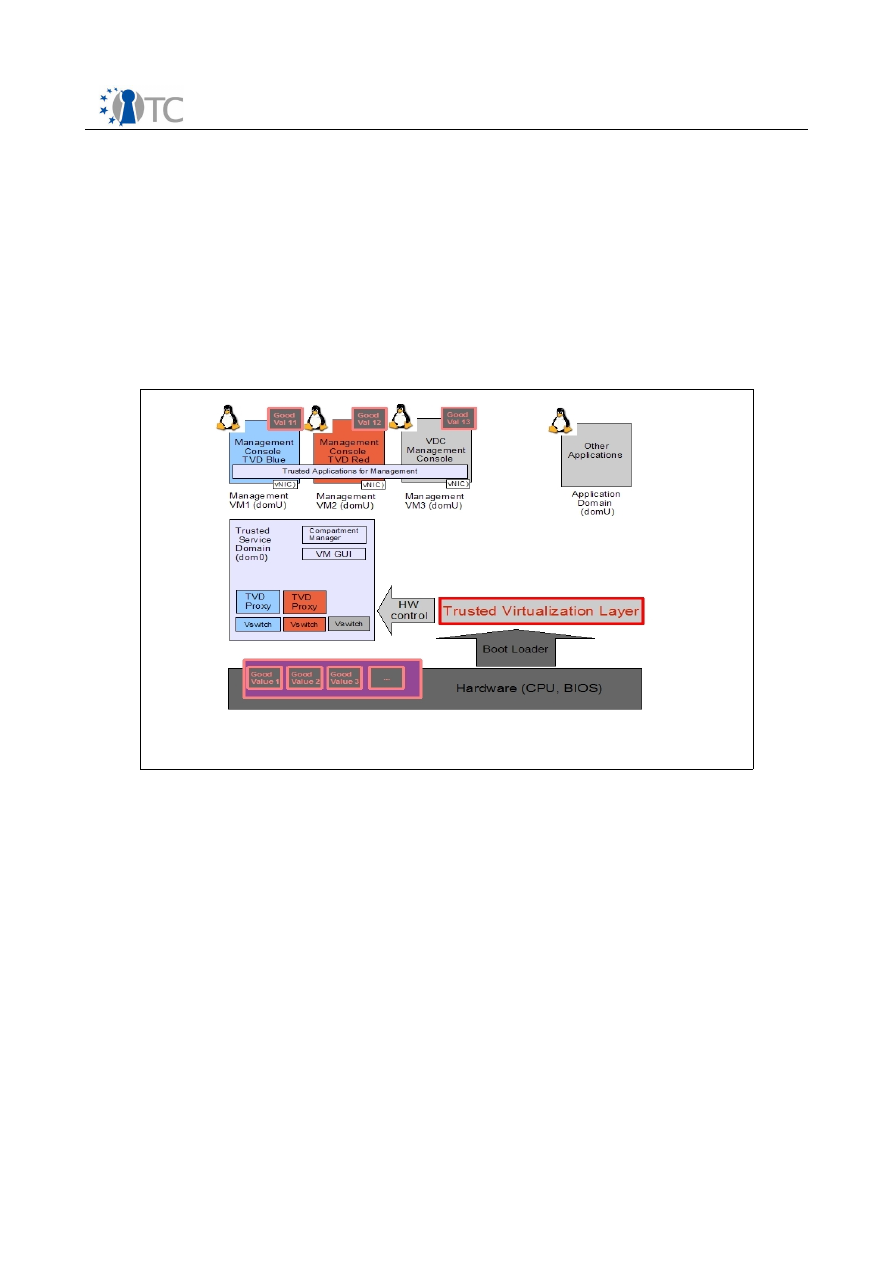 TC
Good
Val 11
Good
Val 12
Good
Val 13
Management
Console
TVD Blue
Management
Console
TVD Red
VDC
Management
Console
Other
Applications
Trusted Applications for Management
vNIC)
vNIC)
vNIC)
Management
VM1 (domU)
Management
VM2 (domU)
Management
VM3 (domU)
Application
Domain
(domU)
Trusted
Service
Domain
(dom0)
Compartment
Manager
VM GUI
TVD
Proxy
TVD
Proxy
Vswitch
Vswitch
Vswitch
HW
control
Trusted Virtualization Layer
Boot Loader
Good
Value 1
Good
Value 2
Good
Value 3
...
Hardware (CPU, BIOS)